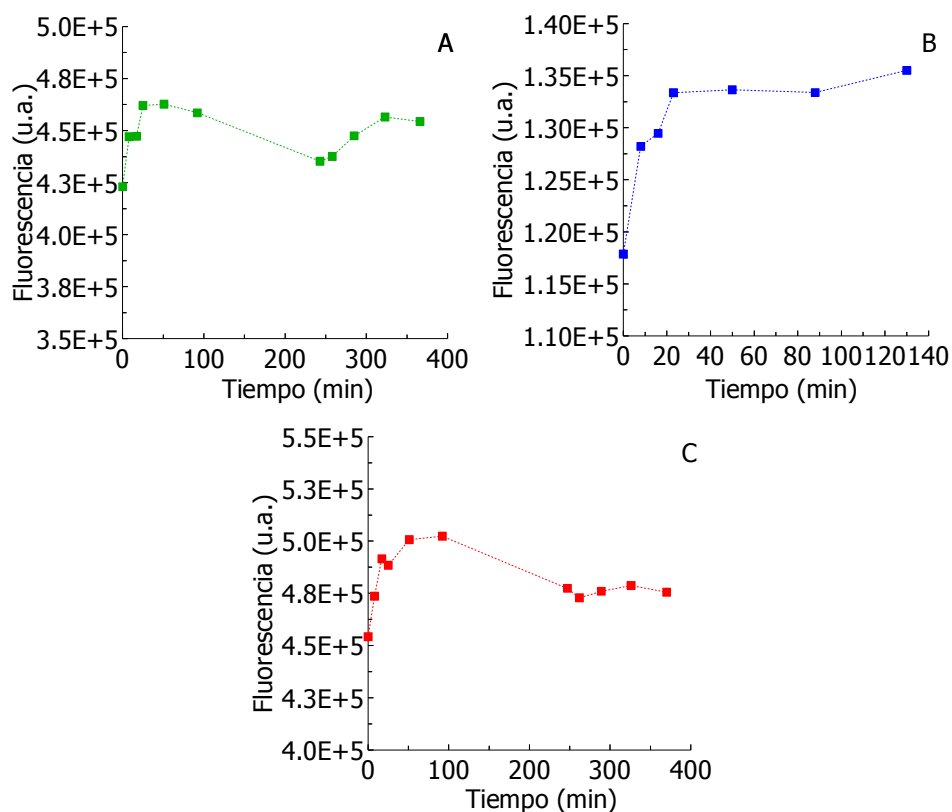 A
Fluorescencia (u.a.)
5.0E+5
4.8E+5
4.5E+5
4.3E+5
4.0E+5
3.8E+5
3.5E+5
0 100 200 300 400
Tiempo (min)
B
Fluorescencia (u.a.)
1.40E+5
1.35E+5
1.30E+5
1.25E+5
1.20E+5
1.15E+5
1.10E+5
0 20 40 60 80 100 120 140
Tiempo (min)
C
Fluorescencia (u.a.)
5.5E+5
5.3E+5
5.0E+5
4.8E+5
4.5E+5
4.3E+5
4.0E+5
0 100 200 300 400
Tiempo (min)